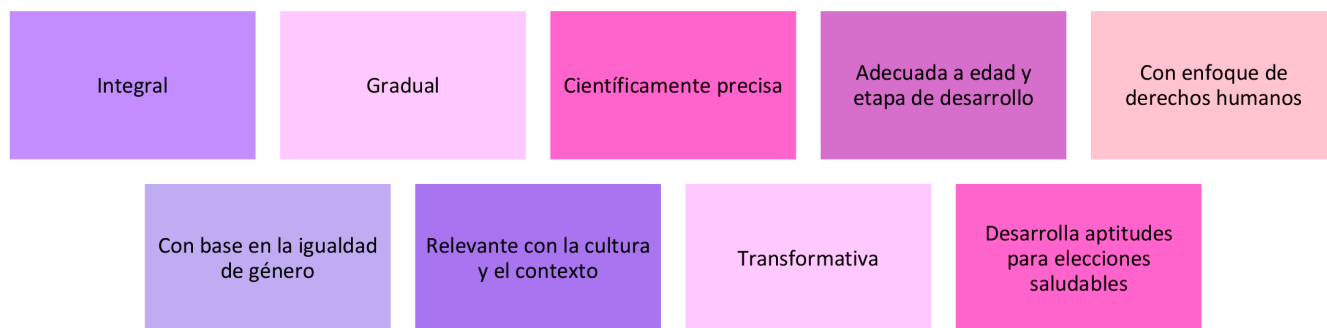 Integral
Gradual
Científicamente precisa
Adecuada a edad y
etapa de desarrollo
Con enfoque de
derechos humanos
Con base en la igualdad
de género
Relevante con la cultura
y el contexto
Transformativa
Desarrolla aptitudes
para elecciones
saludables